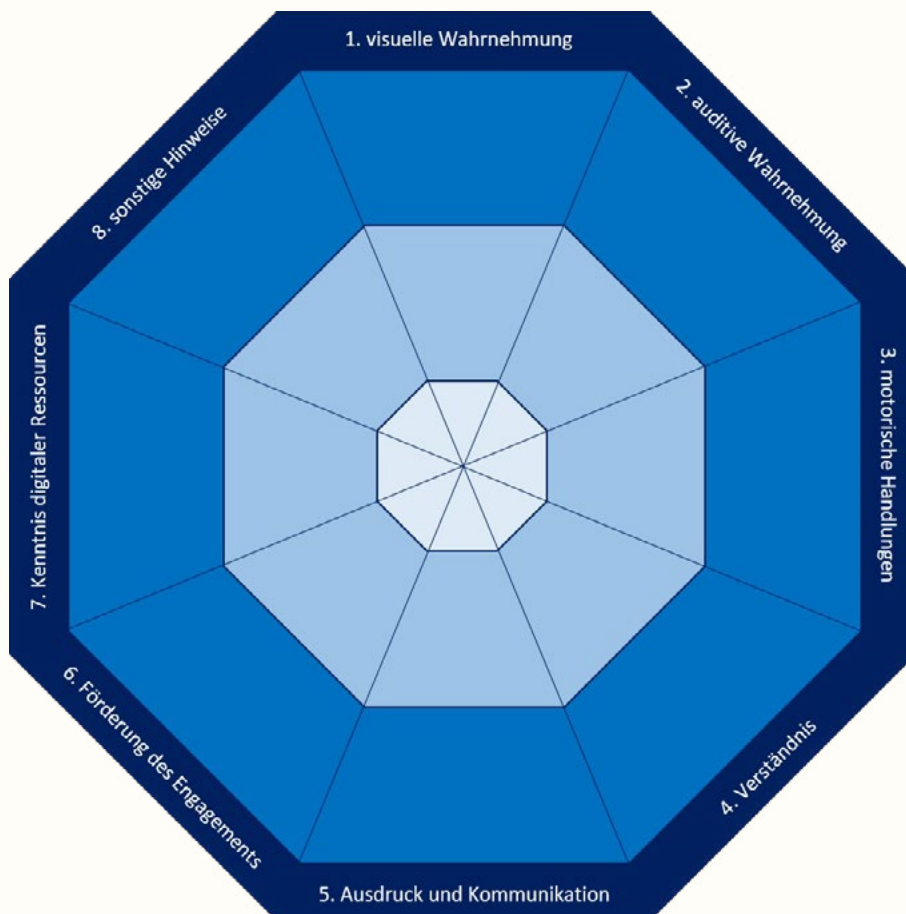 1. visuelle Wahrnehmung
2. auditive Wahrnehmung
3. motorische Handlungen
4. Verständnis
5. Ausdruck und Kommunikation
6. Förderung des Engagements
7. Kenntnis digitaler Ressourcen
8. sonstige Hinweise